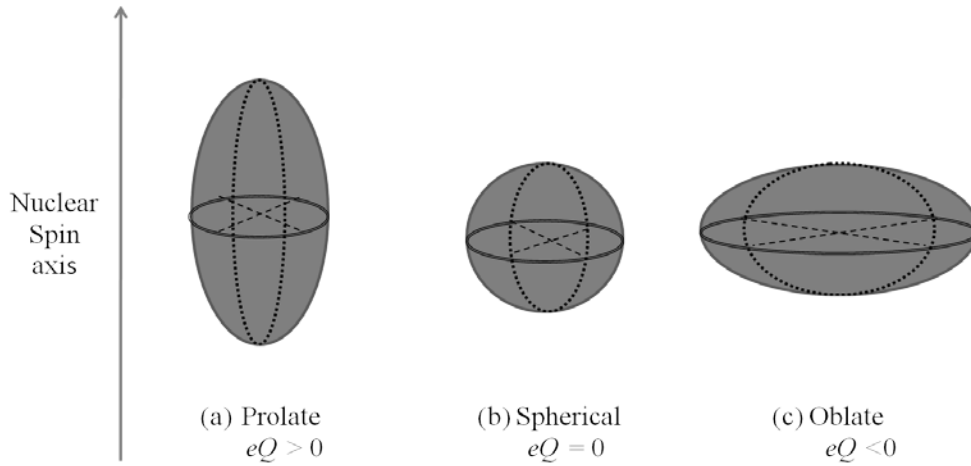 Nuclear
Spin
axis
(a) Prolate
eQ > 0
(b) Spherical
eQ = 0
(c) Oblate
eQ <0